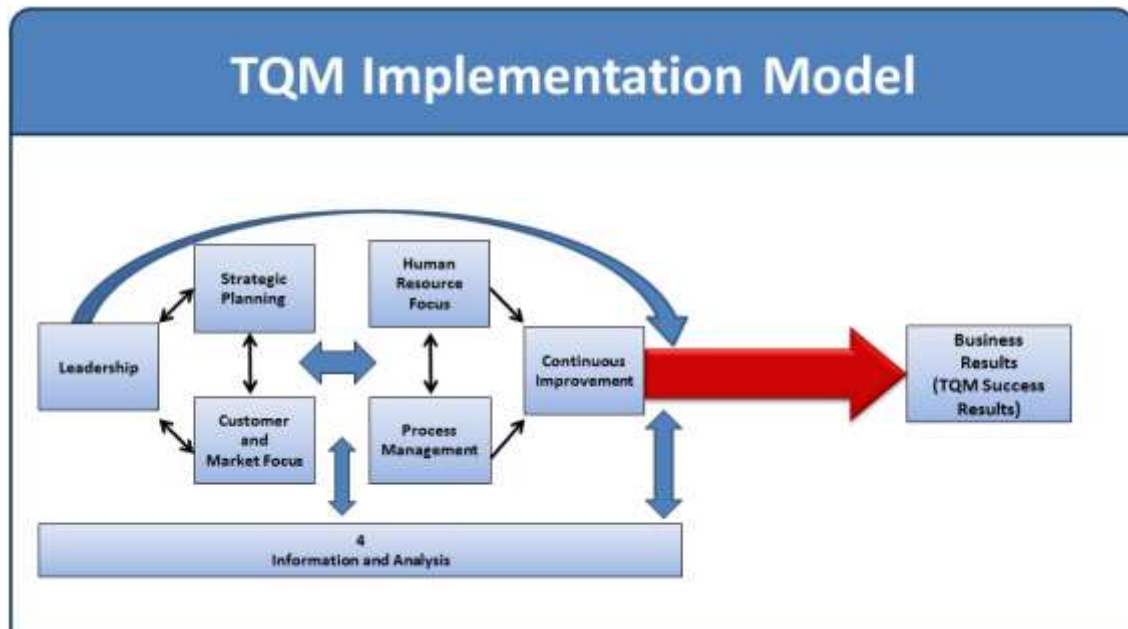 TQM Implementation Model
Strategic
Planning
Human
Resource
Focus
Leadership
Continuous
Improvement
Business
Results
(TQM Success
Results)
Customer
and
Market Focus
Process
Management
4
Information and Analysis